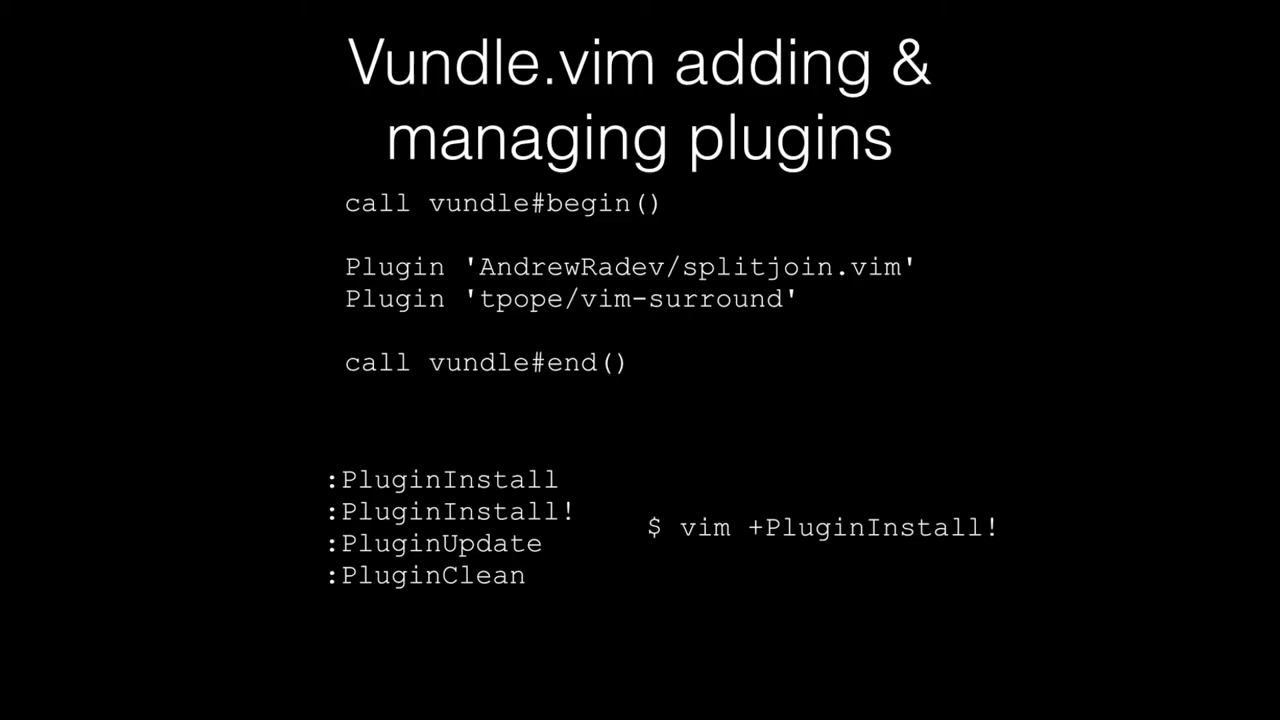 Vundle.vim adding &
managing plugins
call vundle#begin()
Plugin 'AndrewRadev/splitjoin.vim'
Plugin 'tpope/vim-surround'
call vundle#end()
:PluginInstall
:PluginInstall!
:PluginUpdate
:PluginClean
$ vim +PluginInstall!